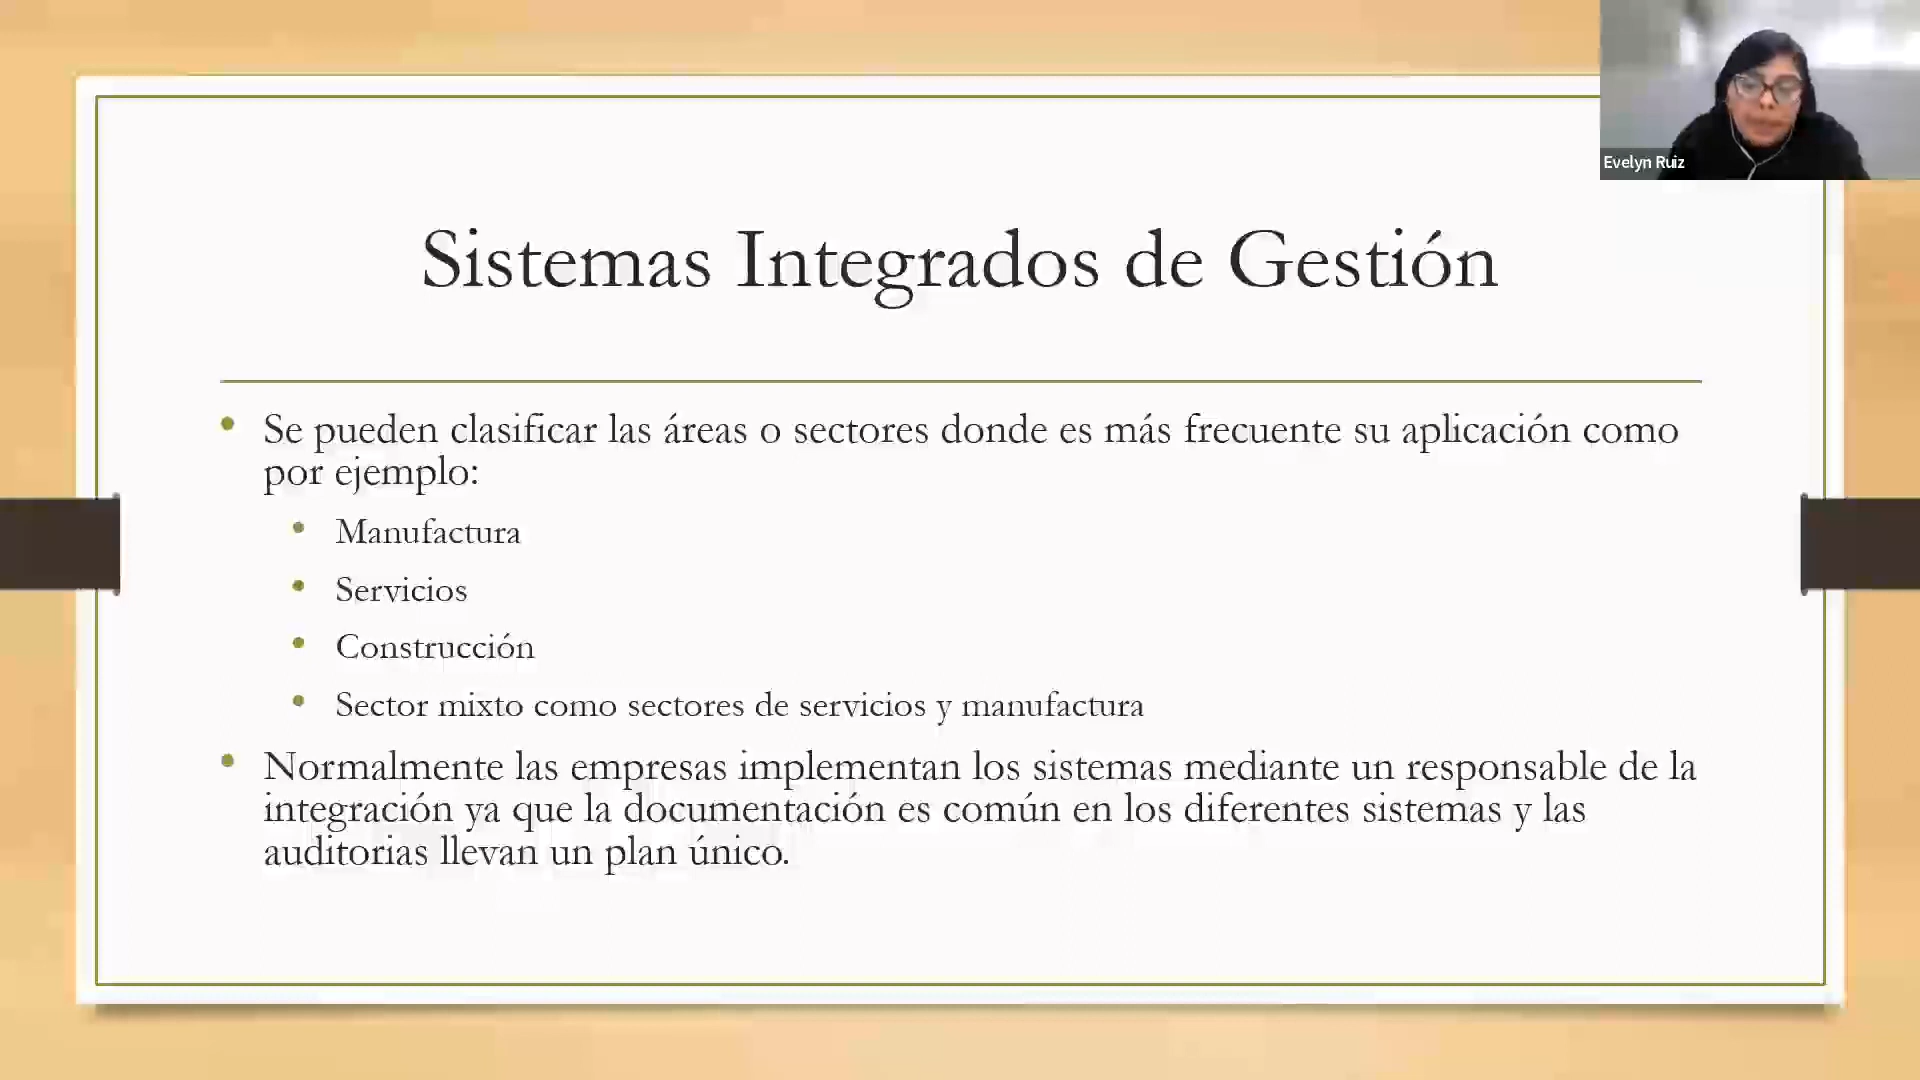 Evelyn Ruiz
Sistemas Integrados de Gestión
Se pueden clasificar las áreas o sectores donde es más frecuente su aplicación como
por ejemplo:
Manufactura
Servicios
Construcción
Sector mixto como sectores de servicios y manufactura
Normalmente las empresas implementan los sistemas mediante un responsable de la
integración ya que la documentación es común en los diferentes sistemas y las
auditorias llevan un plan único.